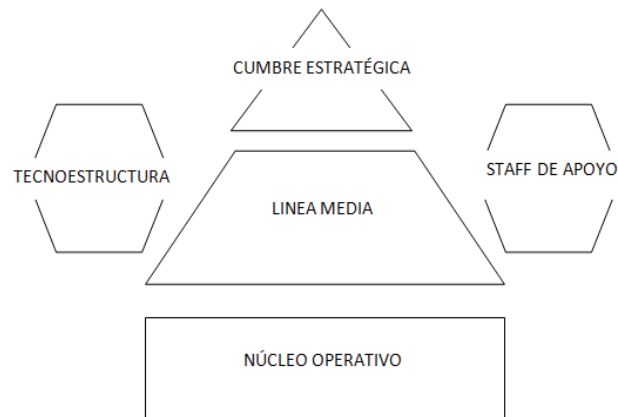 CUMBRE ESTRATÉGICA
TECNOESTRUCTURA
STAFF DE APOYO
LINEA MEDIA
NÚCLEO OPERATIVO